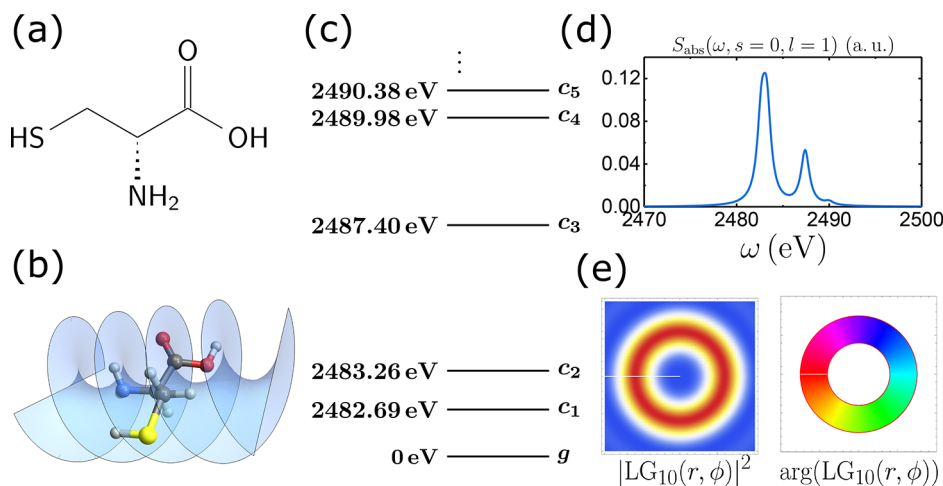 (a)
O
HS
OH
NH₂
(b)
(c)
⋮
2490.38 eV c₅
2489.98 eV c₄
2487.40 eV c₃
2483.26 eV c₂
2482.69 eV c₁
0 eV g
(d)
S_abs(ω, s = 0, l = 1) (a. u.)
0.12
0.08
0.04
0.00
2470 2480 2490 2500
ω (eV)
(e)
|LG₁₀(r, ϕ)|² arg(LG₁₀(r, ϕ))